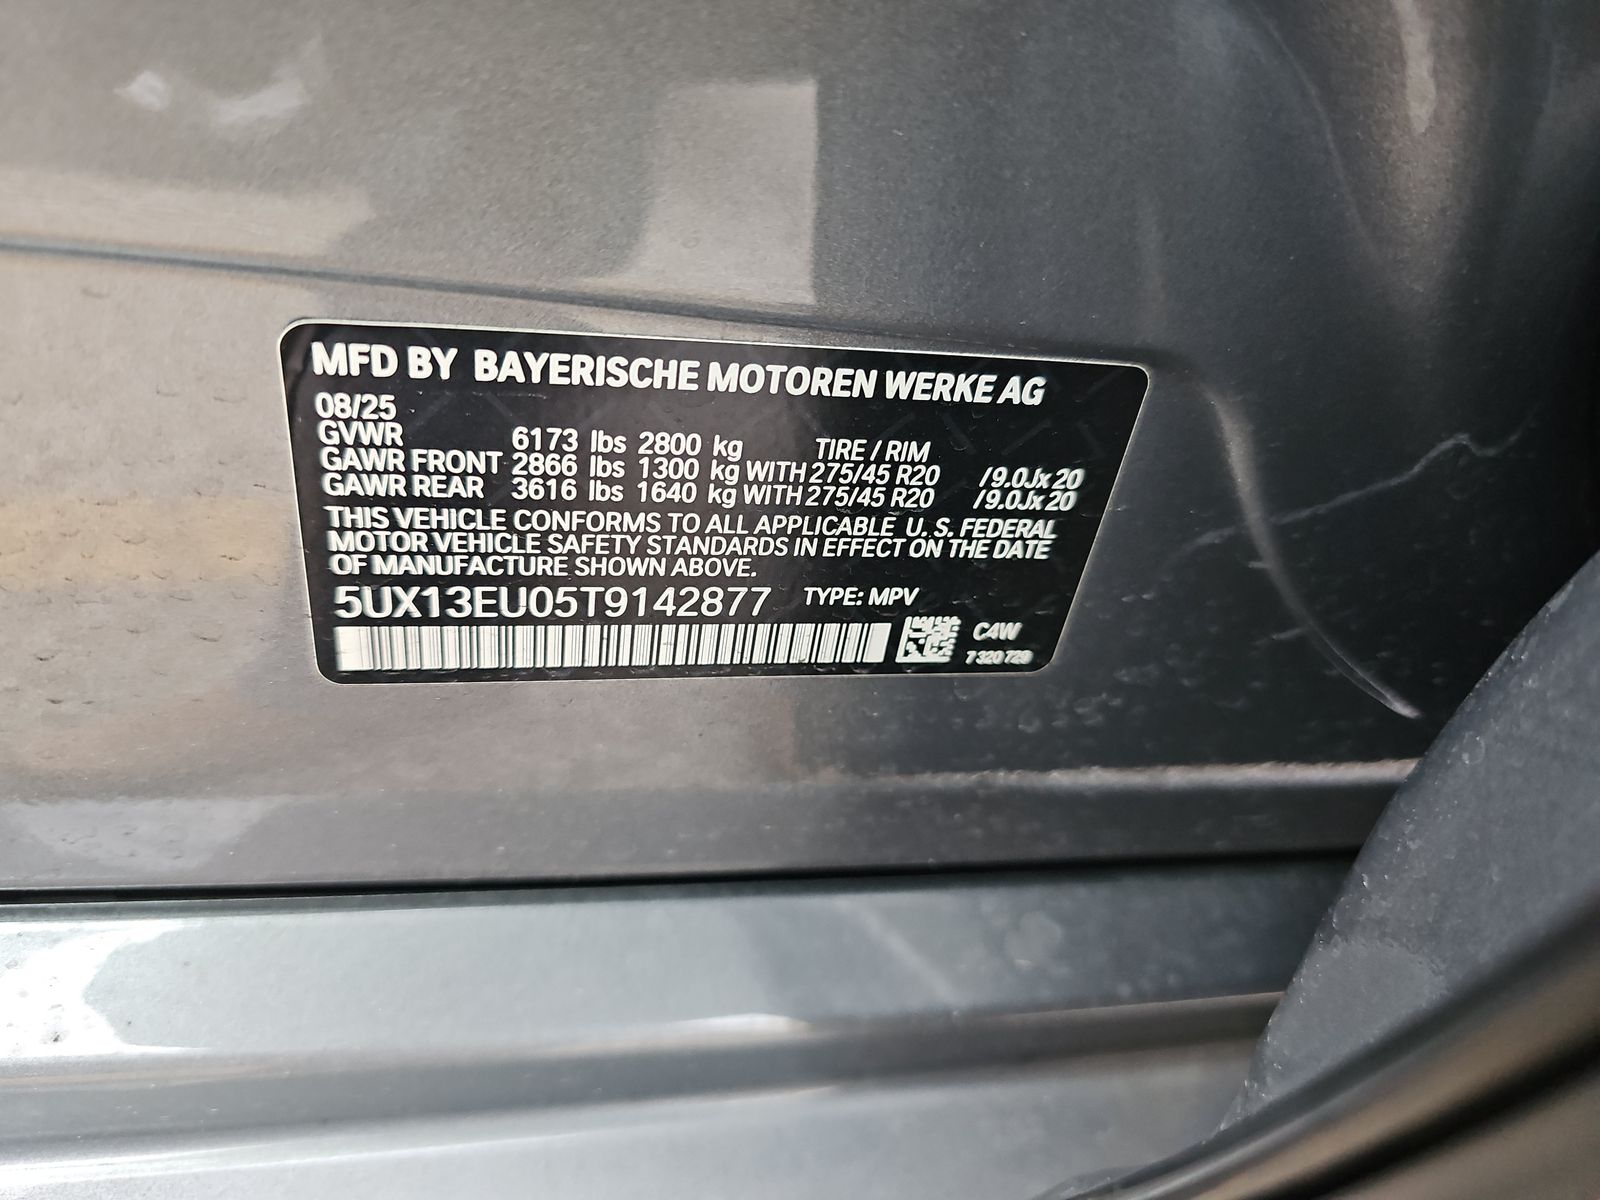 MFD BY BAYERISCHE MOTOREN WERKE AG
08/25
GVWR 6173 lbs 2800 kg TIRE / RIM
GAWR FRONT 2866 lbs 1300 kg WITH 275/45 R20 / 9.0Jx20
GAWR REAR 3616 lbs 1640 kg WITH 275/45 R20 / 9.0Jx20
THIS VEHICLE CONFORMS TO ALL APPLICABLE U. S. FEDERAL
MOTOR VEHICLE SAFETY STANDARDS IN EFFECT ON THE DATE
OF MANUFACTURE SHOWN ABOVE.
5UX13EU05T9142877 TYPE: MPV
C4W
7 320 728